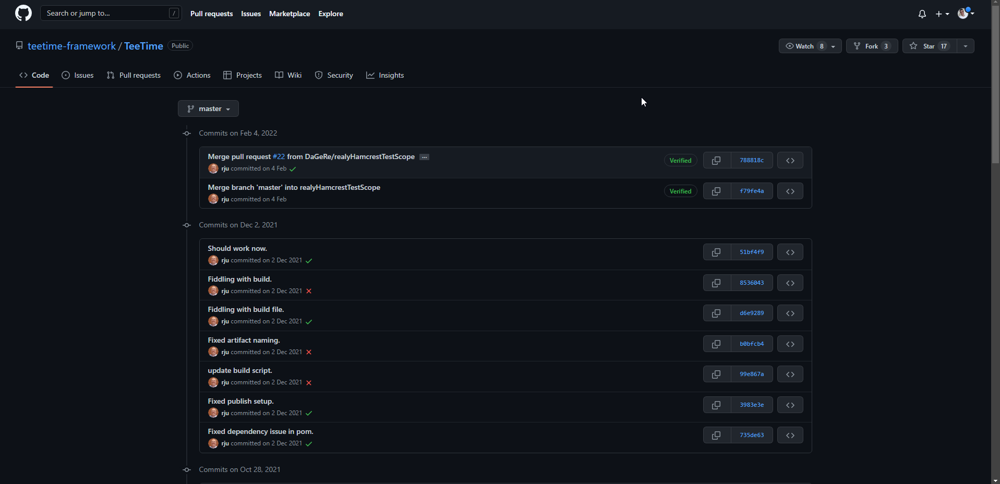 Search or jump to... /
Pull requests Issues Marketplace Explore
teetime-framework / TeeTime Public
Watch 8 Fork 3 Star 17
Code Issues Pull requests Actions Projects Wiki Security Insights
master
Commits on Feb 4, 2022
Merge pull request #22 from DaGeRe/realyHamcrestTestScope ...
rju committed on 4 Feb
Verified 788818c
Merge branch 'master' into realyHamcrestTestScope
rju committed on 4 Feb
Verified f79fe4a
Commits on Dec 2, 2021
Should work now.
rju committed on 2 Dec 2021
51bf4f9
Fiddling with build.
rju committed on 2 Dec 2021
8536043
Fiddling with build file.
rju committed on 2 Dec 2021
d6e9289
Fixed artifact naming.
rju committed on 2 Dec 2021
b0bfcb4
update build script.
rju committed on 2 Dec 2021
99e867a
Fixed publish setup.
rju committed on 2 Dec 2021
3983e3e
Fixed dependency issue in pom.
rju committed on 2 Dec 2021
735de63
Commits on Oct 28, 2021